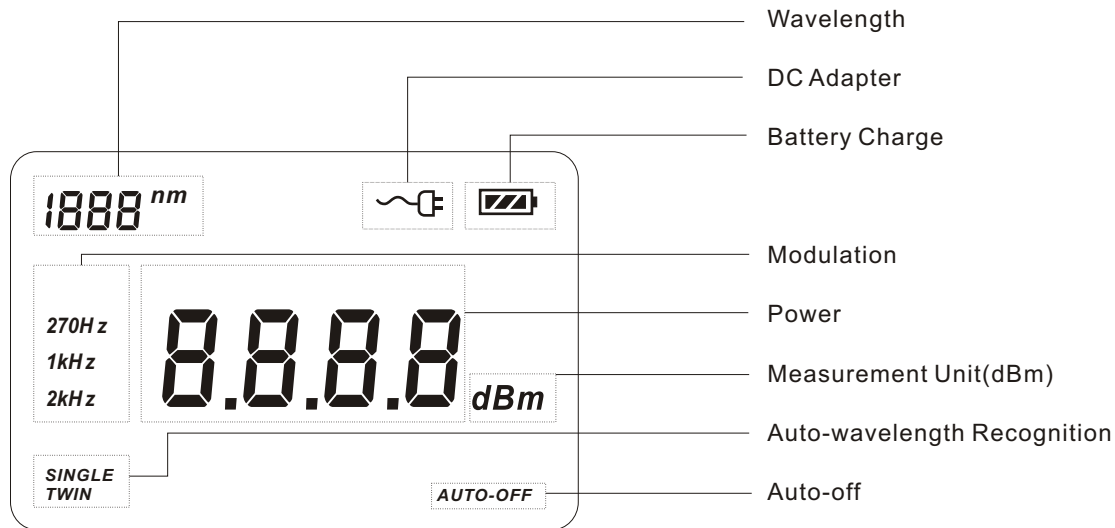 Wavelength
DC Adapter
Battery Charge
1888 nm
Modulation
270Hz
Power
1kHz
8.8.8.8
Measurement Unit(dBm)
2kHz
dBm
Auto-wavelength Recognition
SINGLE
TWIN
AUTO-OFF
Auto-off